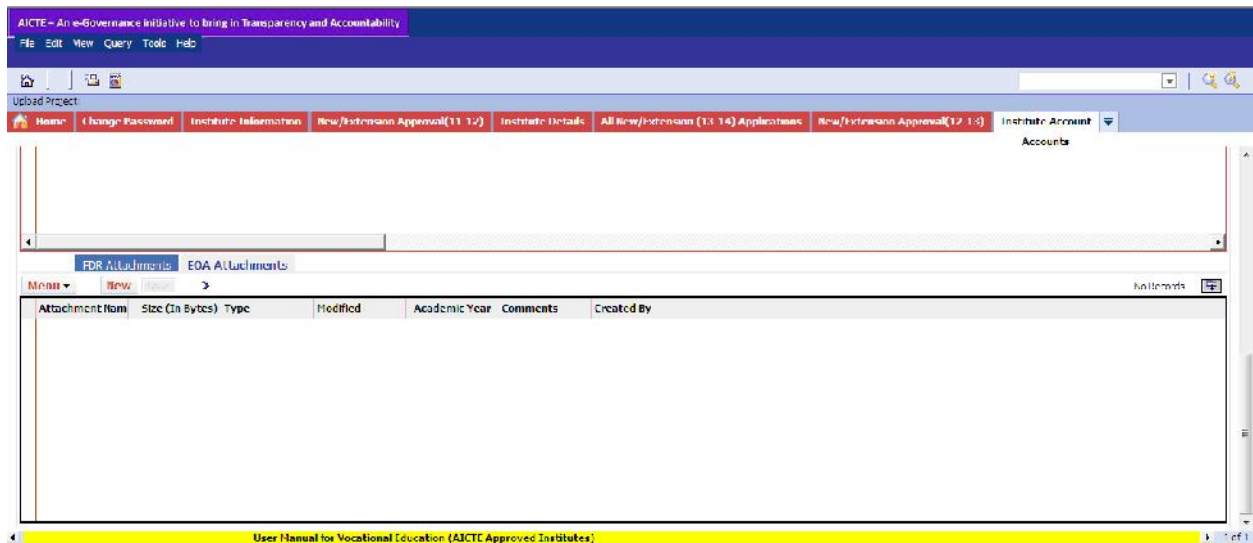 AICTE – An e-Governance initiative to bring in Transparency and Accountability
File Edit View Query Tools Help
Upload Project
Home Change Password Institute Information New/Extension Approval(11-12) Institute Details All New/Extension (13-14) Applications New/Extension Approval(12-13) Institute Account
Accounts
FDR Attachments EOA Attachments
Menu New No Records
Attachment Nam Size (In Bytes) Type Modified Academic Year Comments Created By
User Manual for Vocational Education (AICTE Approved Institutes) 1 of 1